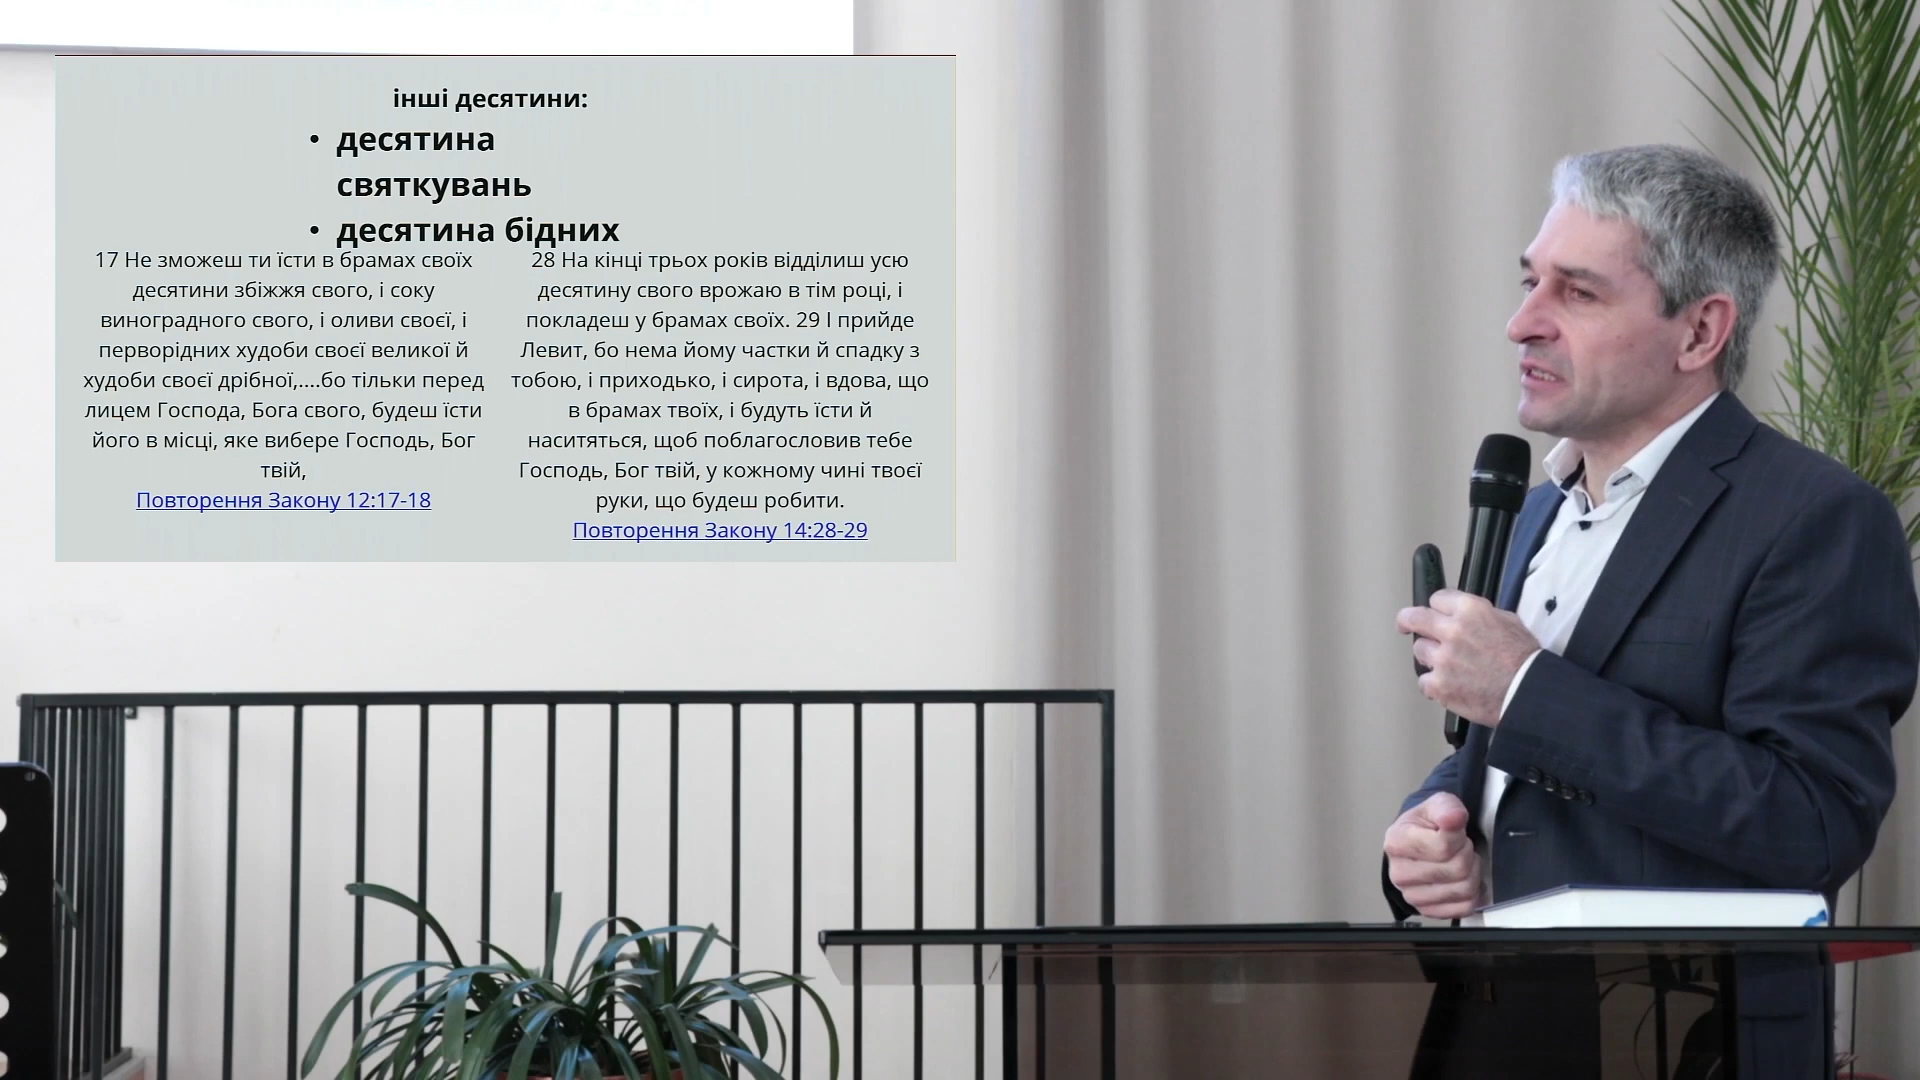 інші десятини:
• десятина
святкувань
• десятина бідних
17 Не зможеш ти їсти в брамах своїх
десятини збіжжя свого, і соку
виноградного свого, і оливи своєї, і
перворідних худоби своєї великої й
худоби своєї дрібної,....бо тільки перед
лицем Господа, Бога свого, будеш їсти
його в місці, яке вибере Господь, Бог
твій,
Повторення Закону 12:17-18
28 На кінці трьох років відділиш усю
десятину свого врожаю в тім році, і
покладеш у брамах своїх. 29 І прийде
Левит, бо нема йому частки й спадку з
тобою, і приходько, і сирота, і вдова, що
в брамах твоїх, і будуть їсти й
наситяться, щоб поблагословив тебе
Господь, Бог твій, у кожному чині твоєї
руки, що будеш робити.
Повторення Закону 14:28-29